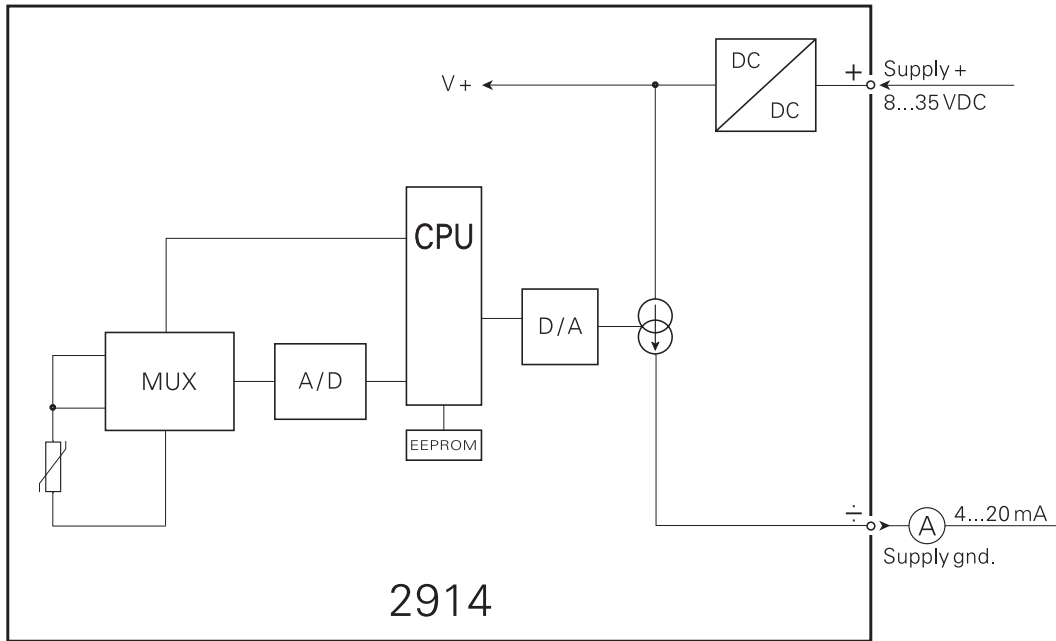 DC
DC
V +
+
Supply +
8...35 VDC
CPU
MUX
A/D
D/A
EEPROM
÷
A
4...20 mA
Supply gnd.
2914